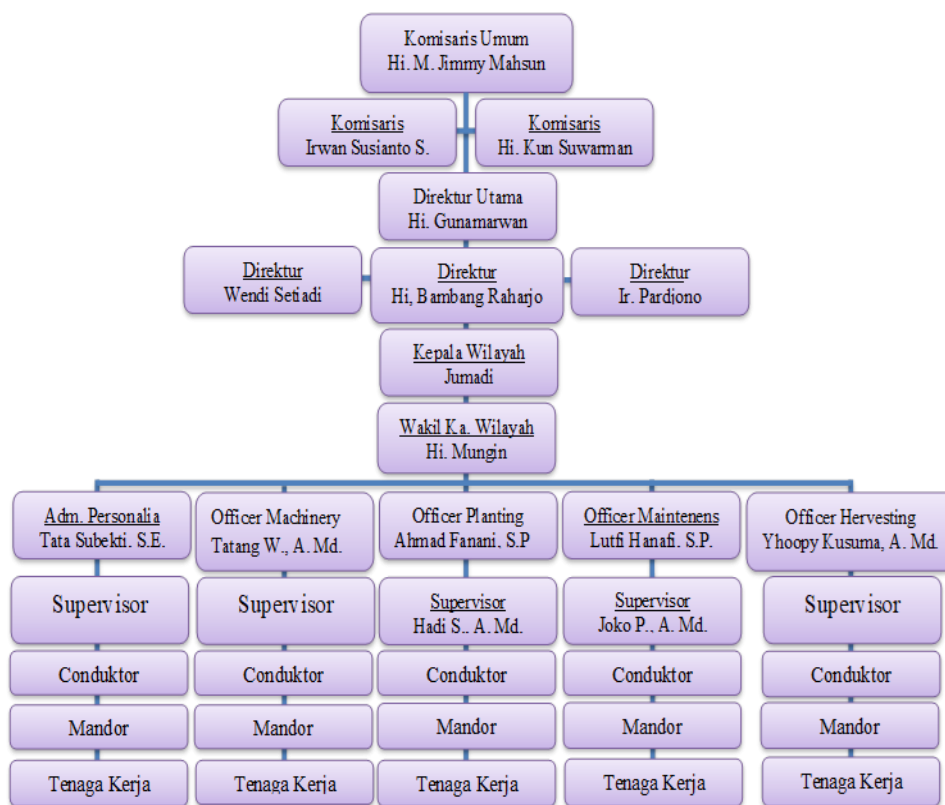 Komisaris Umum
Hi. M. Jimmy Mahsun
Komisaris
Irwan Susianto S.
Komisaris
Hi. Kun Suwarman
Direktur Utama
Hi. Gunamarwan
Direktur
Wendi Setiadi
Direktur
Hi, Bambang Raharjo
Direktur
Ir. Pardjono
Kepala Wilayah
Jumadi
Wakil Ka. Wilayah
Hi. Mungin
Adm. Personalia
Tata Subekti. S.E.
Officer Machinery
Tatang W., A. Md.
Officer Planting
Ahmad Fanani. S.P
Officer Maintenens
Lutfi Hanafi. S.P.
Officer Hervesting
Yhoopy Kusuma, A. Md.
Supervisor
Supervisor
Supervisor
Hadi S.. A. Md.
Supervisor
Joko P., A. Md.
Supervisor
Conduktor
Conduktor
Conduktor
Conduktor
Conduktor
Mandor
Mandor
Mandor
Mandor
Mandor
Tenaga Kerja
Tenaga Kerja
Tenaga Kerja
Tenaga Kerja
Tenaga Kerja